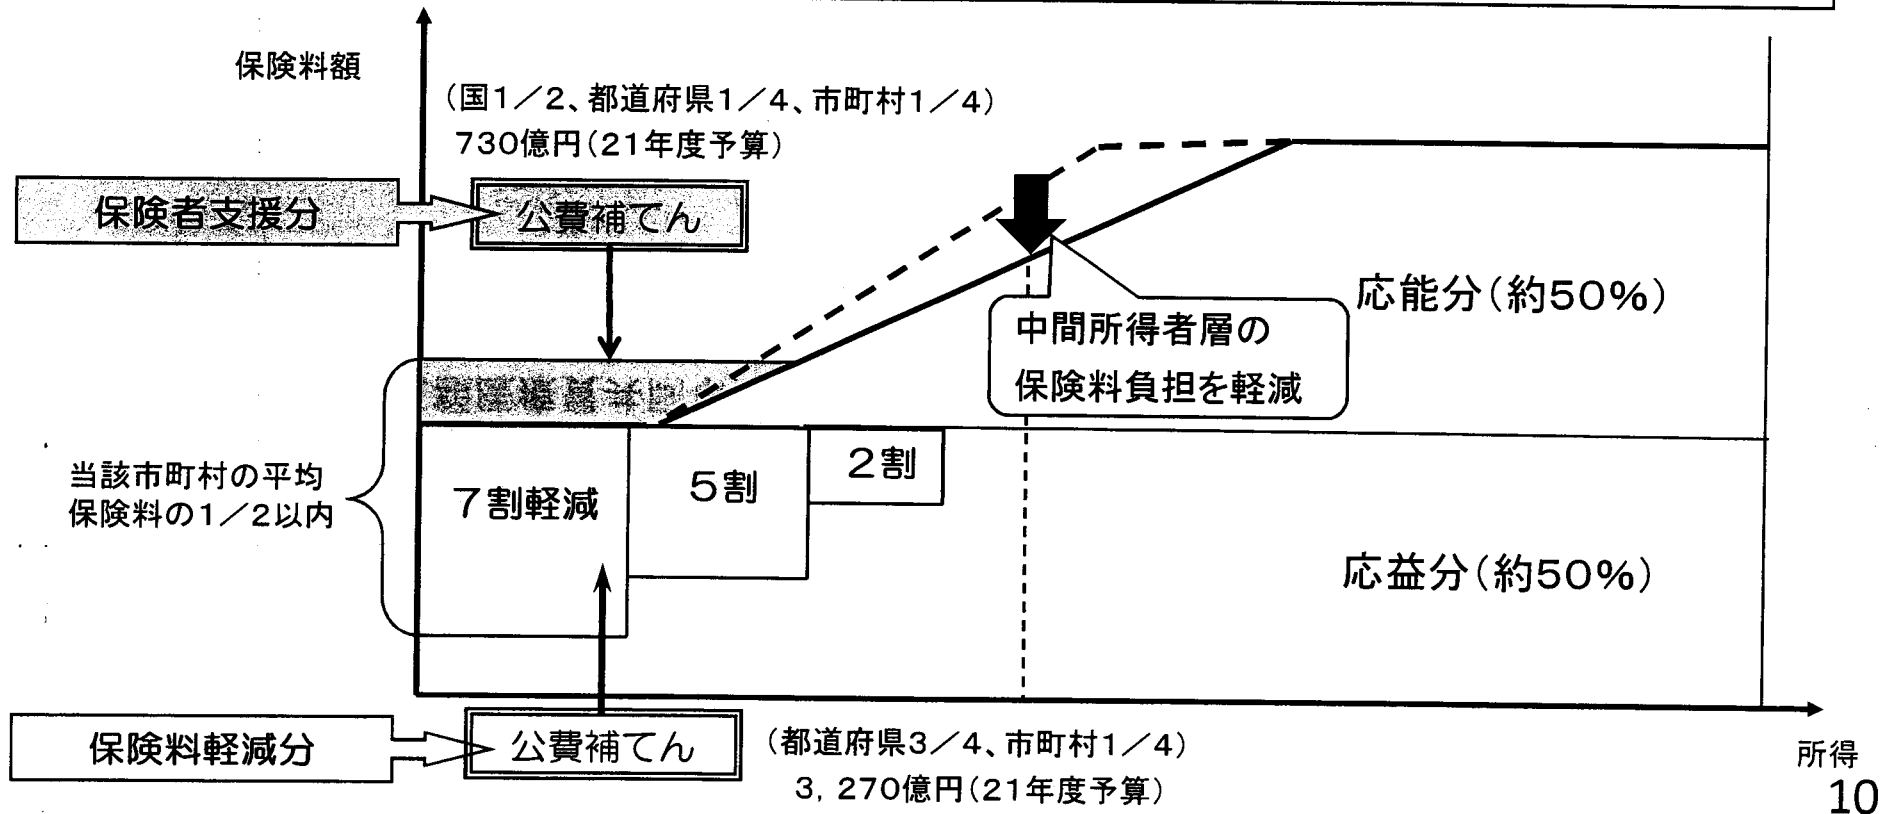 保険料額
(国1/2、都道府県1/4、市町村1/4)
730億円(21年度予算)
保険者支援分
公費補てん
応能分(約50%)
中間所得者層の
保険料負担を軽減
当該市町村の平均
保険料の1/2以内
7割軽減
5割
2割
応益分(約50%)
保険料軽減分
公費補てん
(都道府県3/4、市町村1/4)
3,270億円(21年度予算)
所得
10